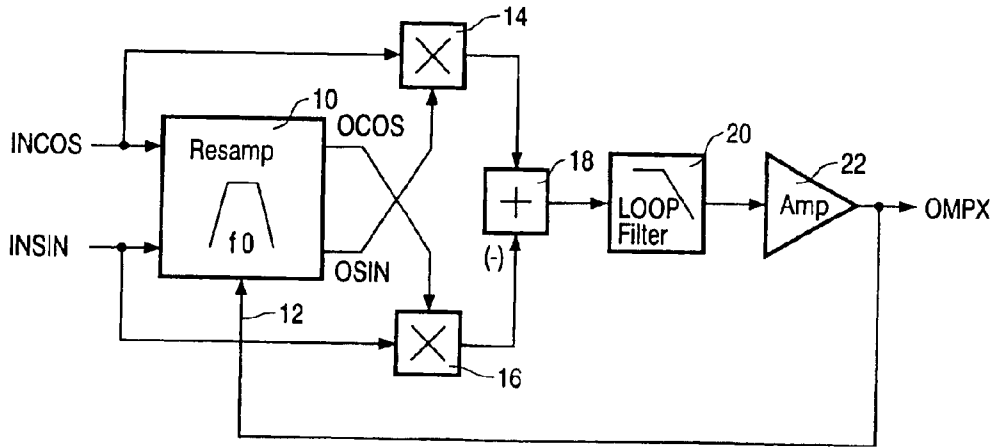 14
10
INCOS
Resamp
OCOS
18
20
22
+
LOOP
Filter
Amp
OMPX
INSIN
f0
OSIN
(-)
12
16